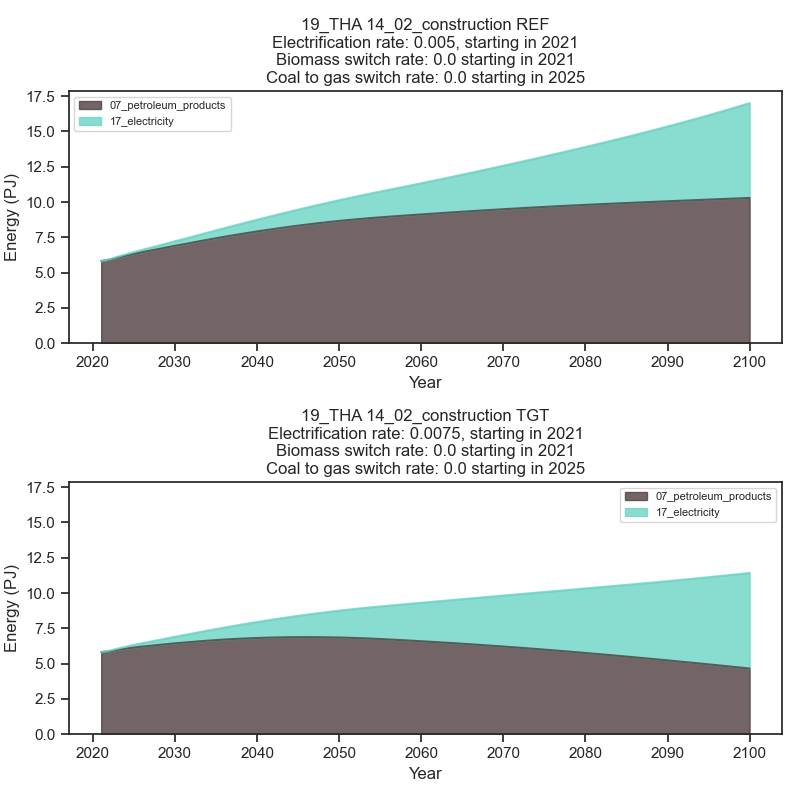 19_THA 14_02_construction REF
Electrification rate: 0.005, starting in 2021
Biomass switch rate: 0.0 starting in 2021
Coal to gas switch rate: 0.0 starting in 2025
07_petroleum_products
17_electricity
17.5
15.0
12.5
10.0
7.5
5.0
2.5
0.0
Energy (PJ)
2020 2030 2040 2050 2060 2070 2080 2090 2100
Year
19_THA 14_02_construction TGT
Electrification rate: 0.0075, starting in 2021
Biomass switch rate: 0.0 starting in 2021
Coal to gas switch rate: 0.0 starting in 2025
07_petroleum_products
17_electricity
17.5
15.0
12.5
10.0
7.5
5.0
2.5
0.0
Energy (PJ)
2020 2030 2040 2050 2060 2070 2080 2090 2100
Year